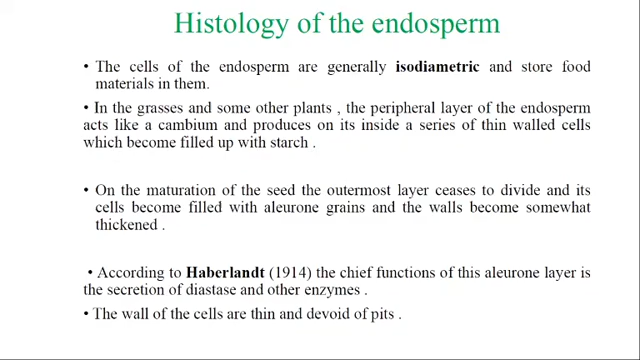 Histology of the endosperm
• The cells of the endosperm are generally isodiametric and store food
materials in them.
• In the grasses and some other plants , the peripheral layer of the endosperm
acts like a cambium and produces on its inside a series of thin walled cells
which become filled up with starch .
• On the maturation of the seed the outermost layer ceases to divide and its
cells become filled with aleurone grains and the walls become somewhat
thickened .
• According to Haberlandt (1914) the chief functions of this aleurone layer is
the secretion of diastase and other enzymes .
• The wall of the cells are thin and devoid of pits .